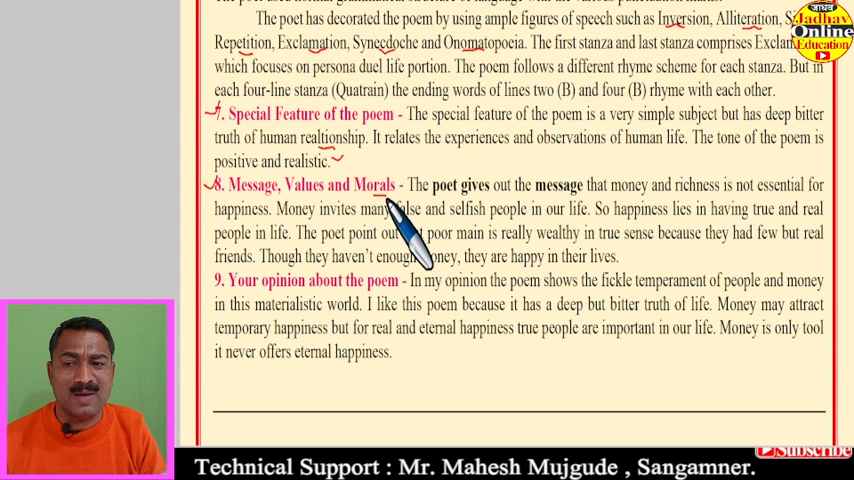 The poet has decorated the poem by using ample figures of speech such as Inversion, Alliteration,
Repetition, Exclamation, Synecdoche and Onomatopoeia. The first stanza and last stanza comprises
which focuses on persona duel life portion. The poem follows a different rhyme scheme for each stanza. But in
each four-line stanza (Quatrain) the ending words of lines two (B) and four (B) rhyme with each other.
7. Special Feature of the poem - The special feature of the poem is a very simple subject but has deep bitter
truth of human realtionship. It relates the experiences and observations of human life. The tone of the poem is
positive and realistic.
8. Message, Values and Morals - The poet gives out the message that money and richness is not essential for
happiness. Money invites many false and selfish people in our life. So happiness lies in having true and real
people in life. The poet point out poor main is really wealthy in true sense because they had few but real
friends. Though they haven't enough money, they are happy in their lives.
9. Your opinion about the poem - In my opinion the poem shows the fickle temperament of people and money
in this materialistic world. I like this poem because it has a deep but bitter truth of life. Money may attract
temporary happiness but for real and eternal happiness true people are important in our life. Money is only tool
it never offers eternal happiness.
जाधव
Jadhav
Online
Education
Subscribe
Technical Support : Mr. Mahesh Mujgude , Sangamner.